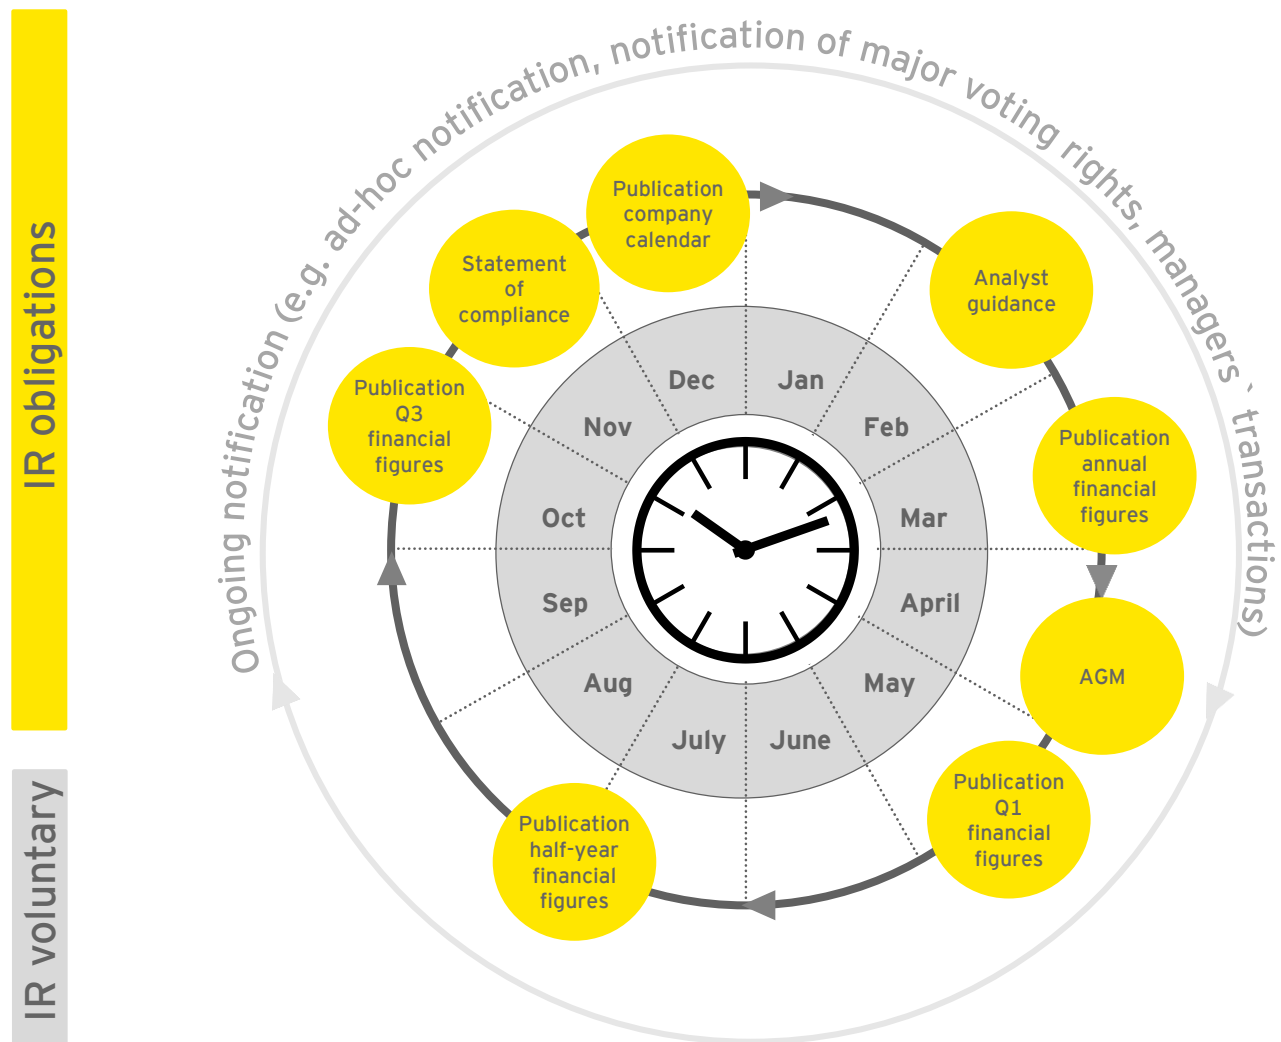 IR obligations
IR voluntary
Ongoing notification (e.g. ad-hoc notification, notification of major voting rights, managers` transactions)
Publication
company
calendar
Analyst
guidance
Publication
annual
financial
figures
AGM
Publication
Q1
financial
figures
Publication
half-year
financial
figures
Publication
Q3
financial
figures
Statement
of
compliance
Jan
Feb
Mar
April
May
June
July
Aug
Sep
Oct
Nov
Dec